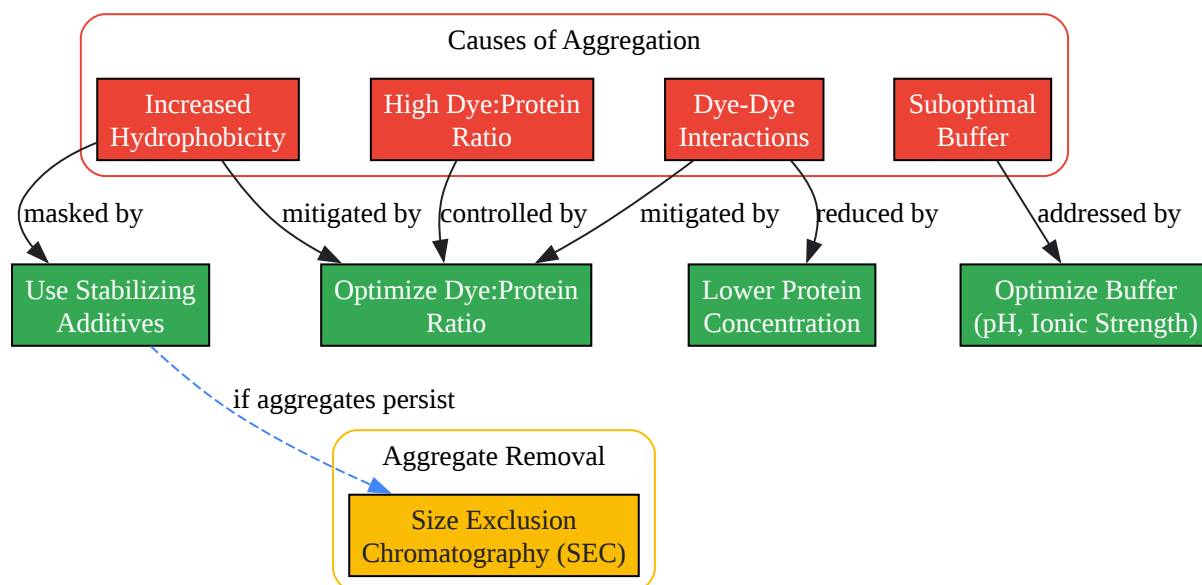 Causes of Aggregation
Increased
Hydrophobicity
High Dye:Protein
Ratio
Dye-Dye
Interactions
Suboptimal
Buffer
masked by
mitigated by
controlled by
mitigated by
reduced by
addressed by
Use Stabilizing
Additives
Optimize Dye:Protein
Ratio
Lower Protein
Concentration
Optimize Buffer
(pH, Ionic Strength)
if aggregates persist
Aggregate Removal
Size Exclusion
Chromatography (SEC)